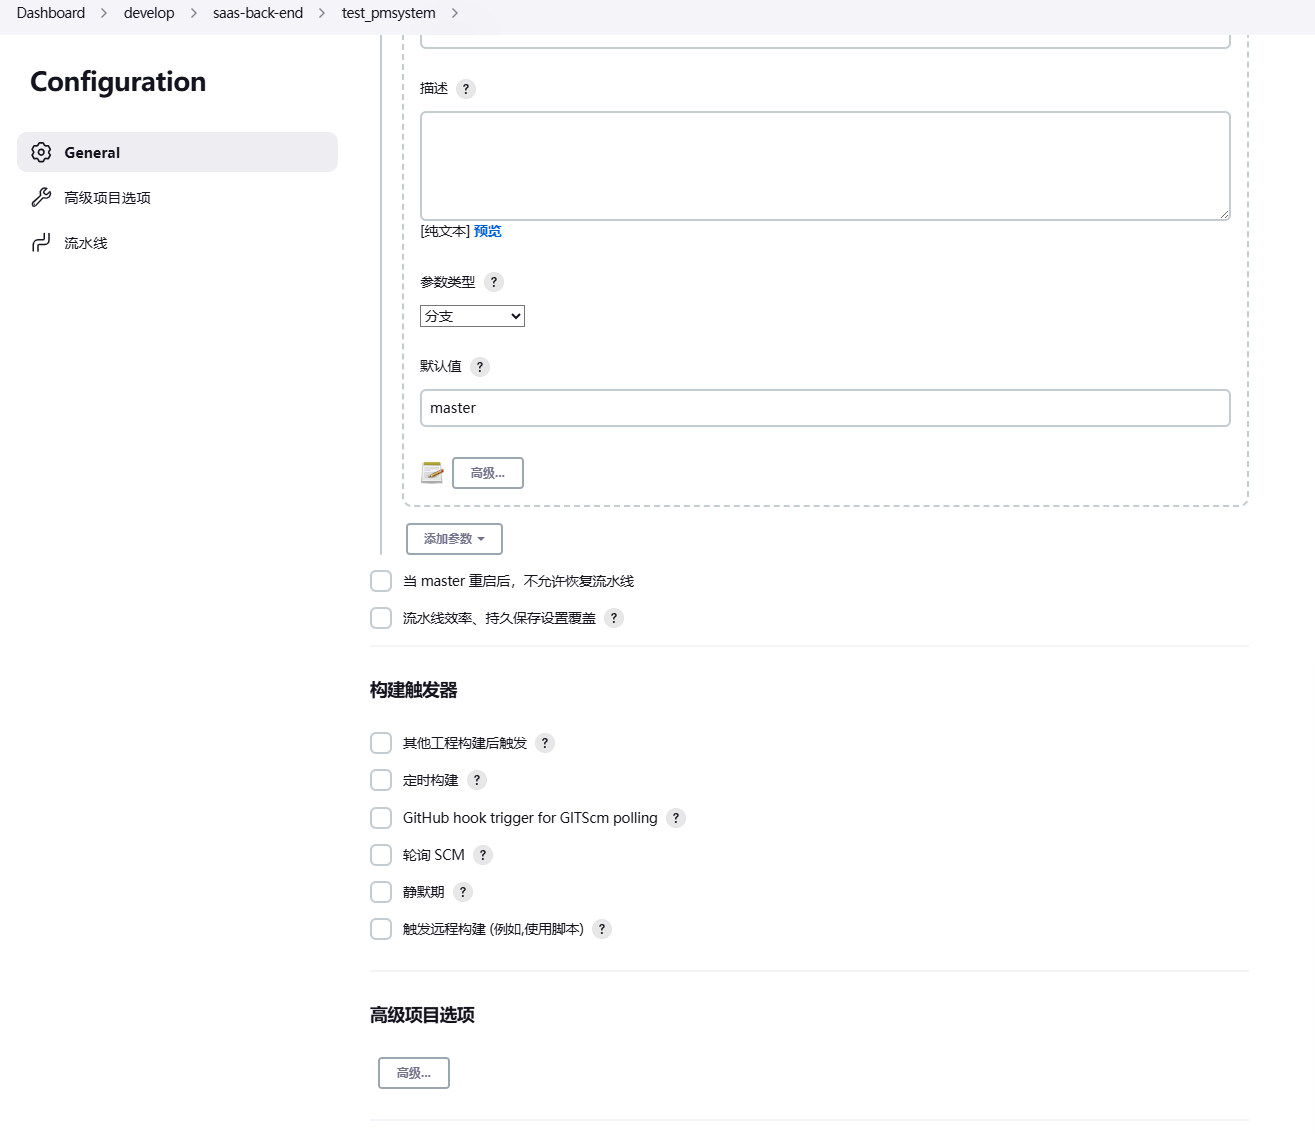 Dashboard > develop > saas-back-end > test_pmsystem >
Configuration
General
高级项目选项
流水线
描述 ?
[纯文本] 预览
参数类型 ?
分支
默认值 ?
master
高级...
添加参数
当 master 重启后，不允许恢复流水线
流水线效率、持久保存设置覆盖 ?
构建触发器
其他工程构建后触发 ?
定时构建 ?
GitHub hook trigger for GITScm polling ?
轮询 SCM ?
静默期 ?
触发远程构建 (例如,使用脚本) ?
高级项目选项
高级...